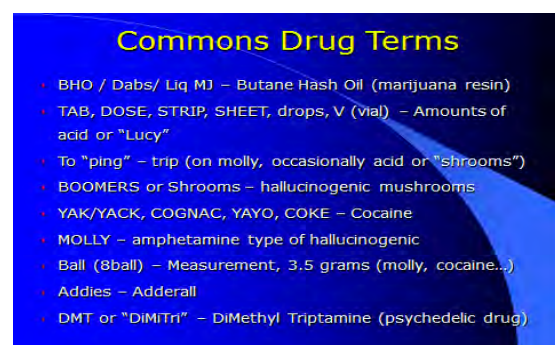 Commons Drug Terms
BHO / Dabs/ Liq MJ – Butane Hash Oil (marijuana resin)
TAB, DOSE, STRIP, SHEET, drops, V (vial) – Amounts of
acid or “Lucy”
To “ping” – trip (on molly, occasionally acid or “shrooms”)
BOOMERS or Shrooms – hallucinogenic mushrooms
YAK/YACK, COGNAC, YAYO, COKE – Cocaine
MOLLY – amphetamine type of hallucinogenic
Ball (8ball) – Measurement, 3.5 grams (molly, cocaine…)
Addies – Adderall
DMT or “DiMiTri” – DiMethyl Triptamine (psychedelic drug)